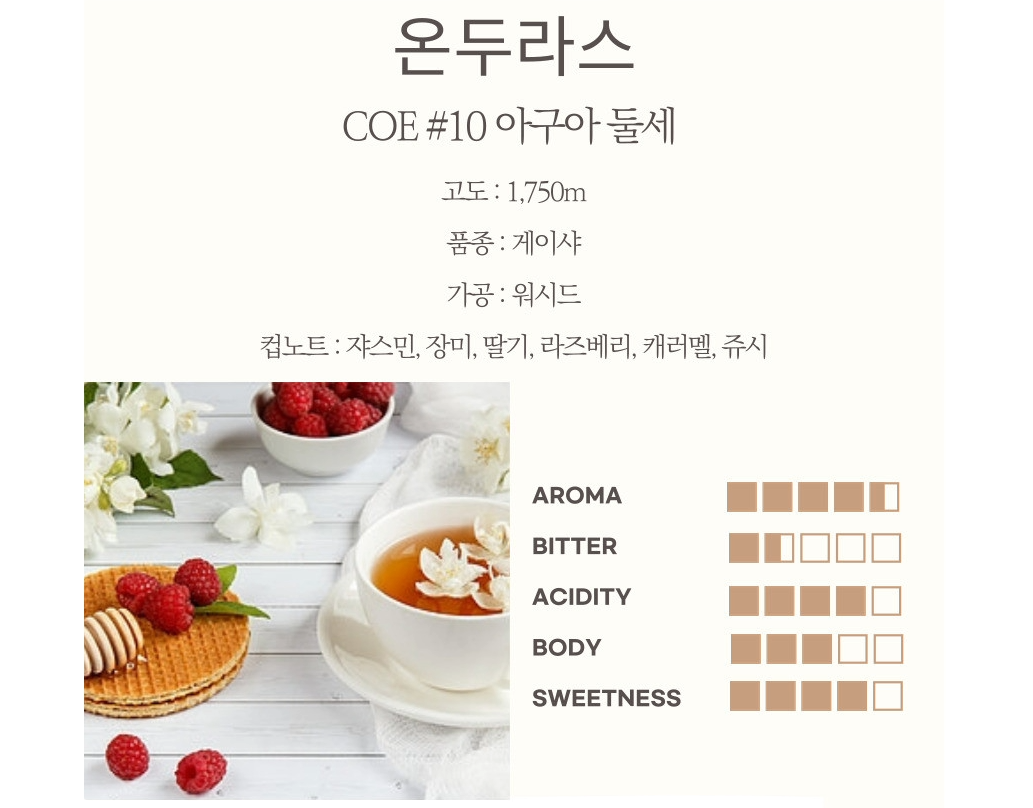 온두라스
COE #10 아구아 둘세
고도 : 1,750m
품종 : 게이샤
가공 : 워시드
컵노트 : 쟈스민, 장미, 딸기, 라즈베리, 캐러멜, 쥬시
AROMA
BITTER
ACIDITY
BODY
SWEETNESS